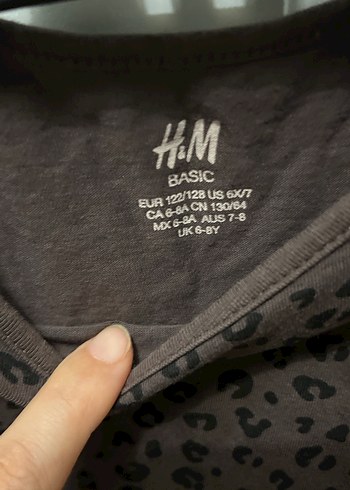 H&M
BASIC
EUR 122/128 US 6X/7
CA 6-8A CN 130/64
MX 6-8A AUS 7-8
UK 6-8Y